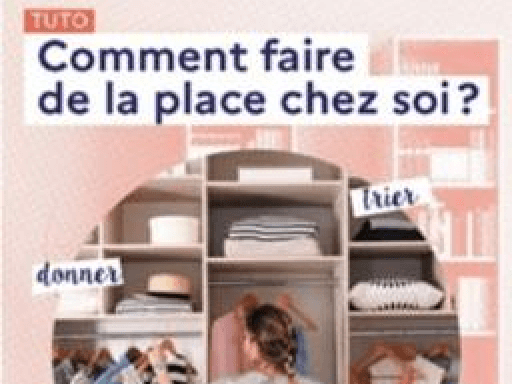 TUTO
Comment faire
de la place chez soi ?
trier
donner